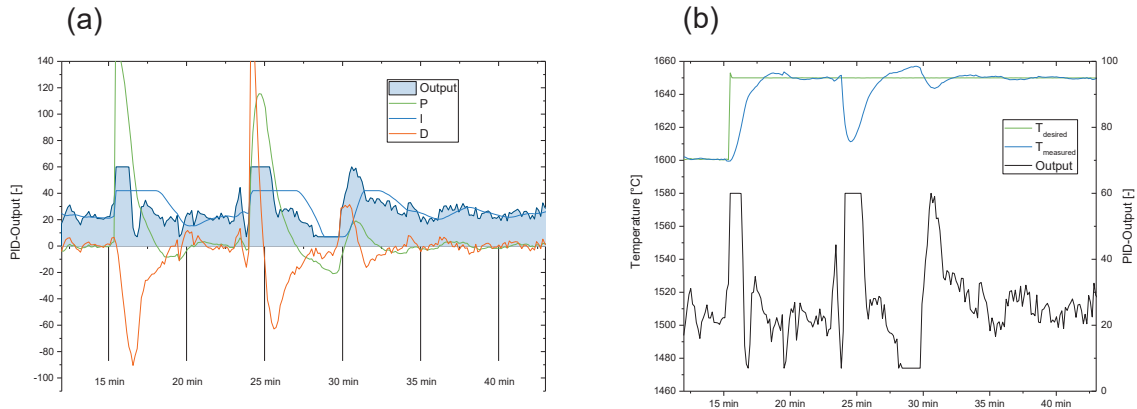 (a)
(b)
140
120
100
80
60
40
20
0
-20
-40
-60
-80
-100
PID-Output [-]
Output
P
I
D
15 min
20 min
25 min
30 min
35 min
40 min
1660
1640
1620
1600
1580
1560
1540
1520
1500
1480
1460
Temperature [°C]
T desired
T measured
Output
100
80
60
40
20
0
PID-Output [-]
15 min
20 min
25 min
30 min
35 min
40 min